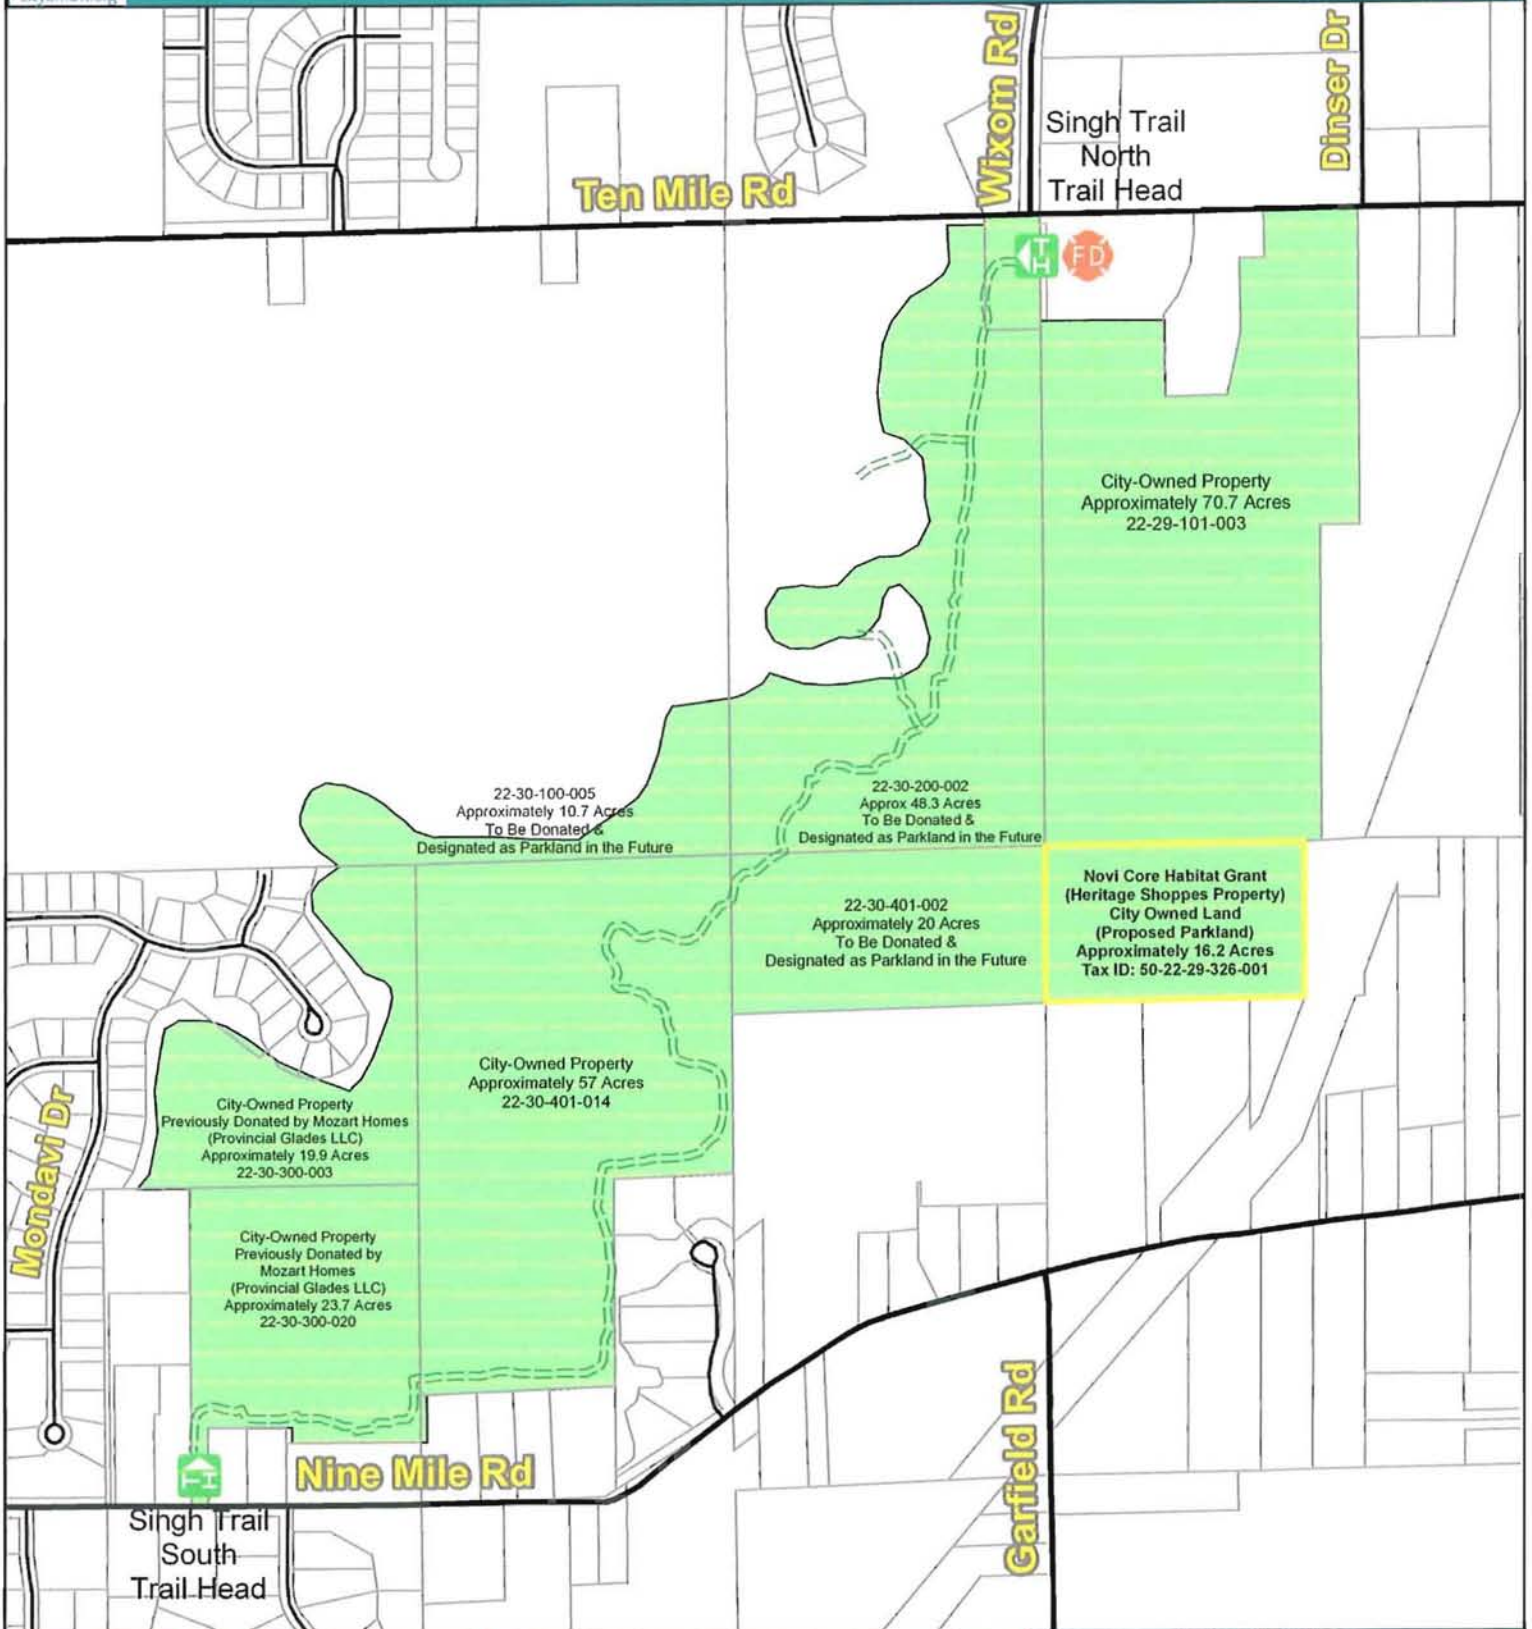 Wixom Rd
Dinser Dr
Singh Trail
North
Trail Head
Ten Mile Rd
TH
FD
City-Owned Property
Approximately 70.7 Acres
22-29-101-003
22-30-100-005
Approximately 10.7 Acres
To Be Donated &
Designated as Parkland in the Future
22-30-200-002
Approx 48.3 Acres
To Be Donated &
Designated as Parkland in the Future
22-30-401-002
Approximately 20 Acres
To Be Donated &
Designated as Parkland in the Future
Novi Core Habitat Grant
(Heritage Shoppes Property)
City Owned Land
(Proposed Parkland)
Approximately 16.2 Acres
Tax ID: 50-22-29-326-001
City-Owned Property
Approximately 57 Acres
22-30-401-014
City-Owned Property
Previously Donated by Mozart Homes
(Provincial Glades LLC)
Approximately 19.9 Acres
22-30-300-003
Mondavi Dr
City-Owned Property
Previously Donated by
Mozart Homes
(Provincial Glades LLC)
Approximately 23.7 Acres
22-30-300-020
Garfield Rd
TH
Nine Mile Rd
Singh Trail
South
Trail Head